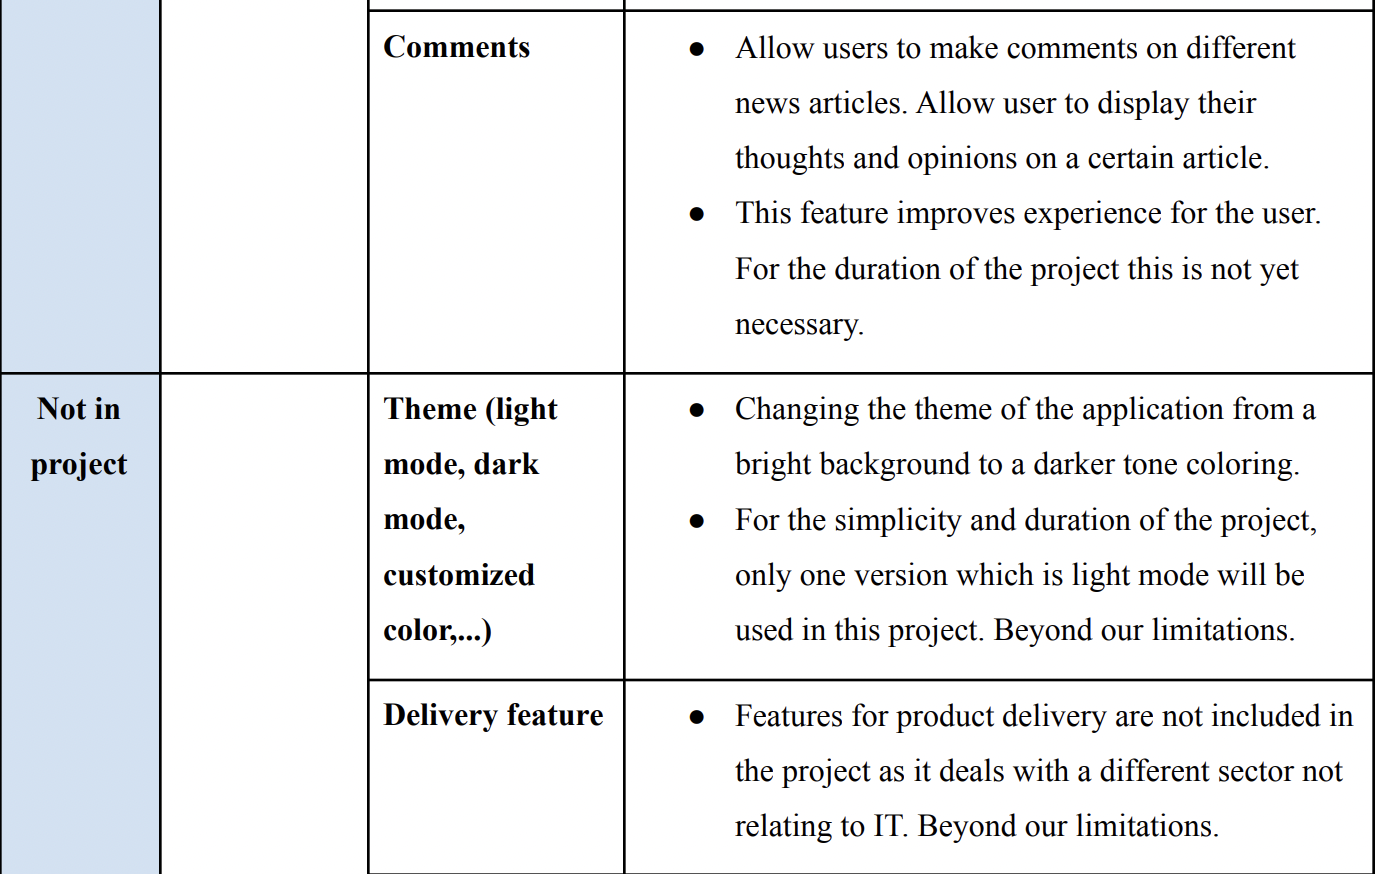 Comments
● Allow users to make comments on different
news articles. Allow user to display their
thoughts and opinions on a certain article.
● This feature improves experience for the user.
For the duration of the project this is not yet
necessary.
Not in
project
Theme (light
mode, dark
mode,
customized
color,...)
● Changing the theme of the application from a
bright background to a darker tone coloring.
● For the simplicity and duration of the project,
only one version which is light mode will be
used in this project. Beyond our limitations.
Delivery feature
● Features for product delivery are not included in
the project as it deals with a different sector not
relating to IT. Beyond our limitations.